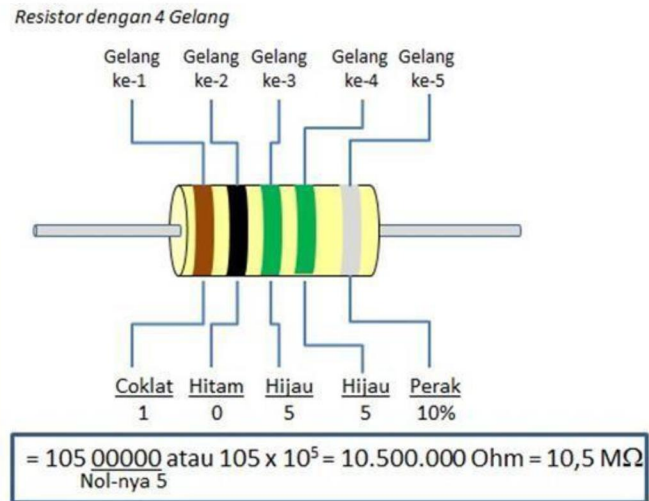 Resistor dengan 4 Gelang
Gelang ke-1
Gelang ke-2
Gelang ke-3
Gelang ke-4
Gelang ke-5
Coklat
1
Hitam
0
Hijau
5
Hijau
5
Perak
10%
= 105 00000 atau 105 x 10⁵ = 10.500.000 Ohm = 10,5 MΩ
Nol-nya 5